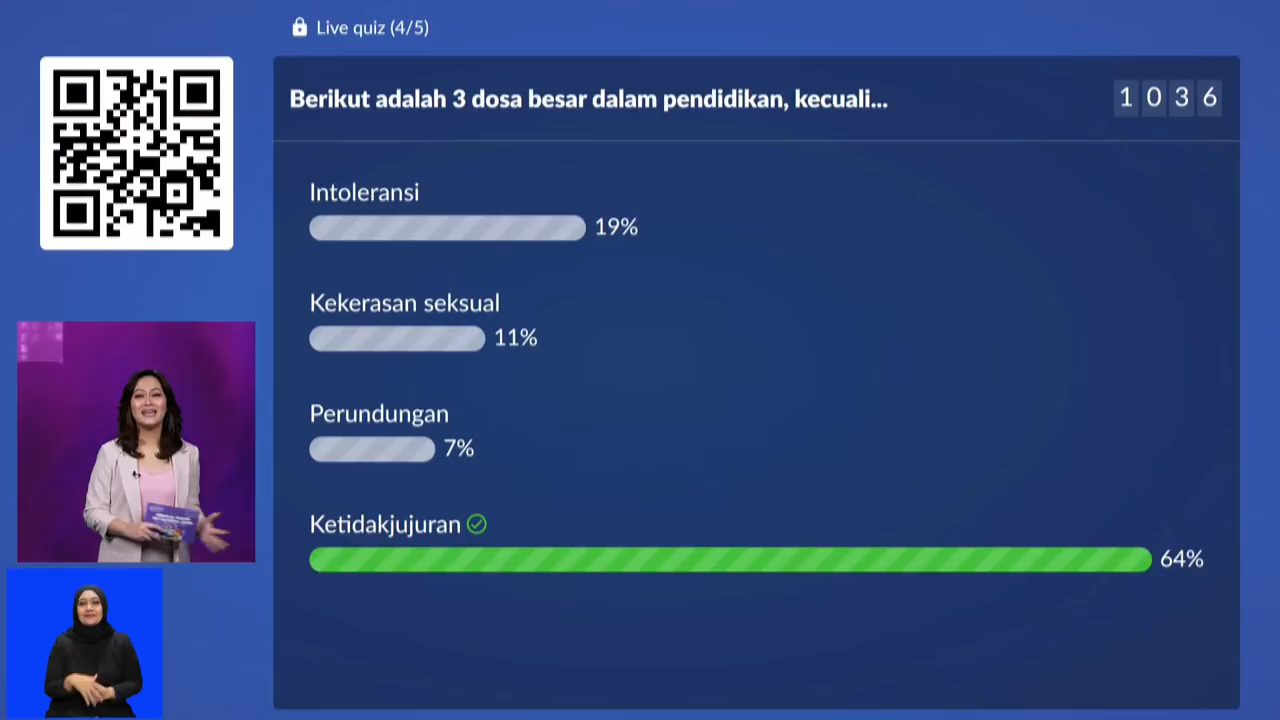 Live quiz (4/5)
Berikut adalah 3 dosa besar dalam pendidikan, kecuali...
1036
Intoleransi
19%
Kekerasan seksual
11%
Perundungan
7%
Ketidakjujuran
64%